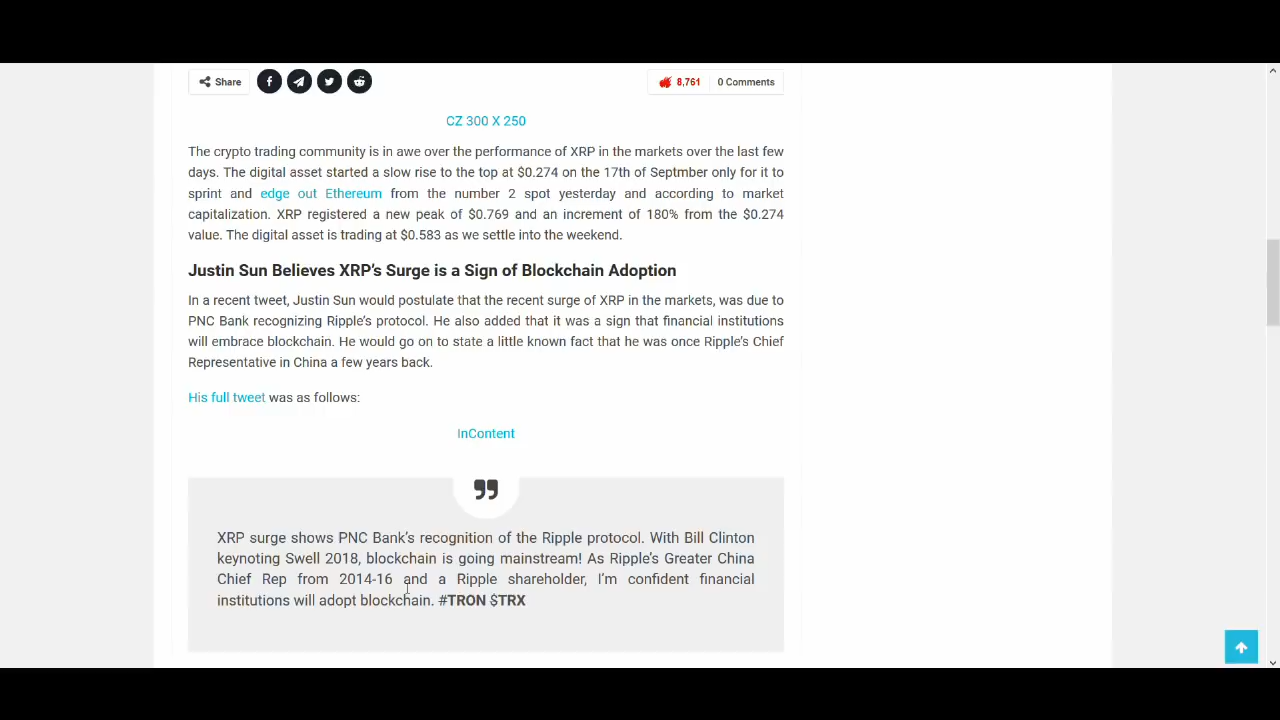 Share
8,761
0 Comments
CZ 300 X 250
The crypto trading community is in awe over the performance of XRP in the markets over the last few
days. The digital asset started a slow rise to the top at $0.274 on the 17th of Septmber only for it to
sprint and edge out Ethereum from the number 2 spot yesterday and according to market
capitalization. XRP registered a new peak of $0.769 and an increment of 180% from the $0.274
value. The digital asset is trading at $0.583 as we settle into the weekend.
Justin Sun Believes XRP's Surge is a Sign of Blockchain Adoption
In a recent tweet, Justin Sun would postulate that the recent surge of XRP in the markets, was due to
PNC Bank recognizing Ripple's protocol. He also added that it was a sign that financial institutions
will embrace blockchain. He would go on to state a little known fact that he was once Ripple's Chief
Representative in China a few years back.
His full tweet was as follows:
InContent
XRP surge shows PNC Bank's recognition of the Ripple protocol. With Bill Clinton
keynoting Swell 2018, blockchain is going mainstream! As Ripple's Greater China
Chief Rep from 2014-16 and a Ripple shareholder, I'm confident financial
institutions will adopt blockchain. #TRON $TRX